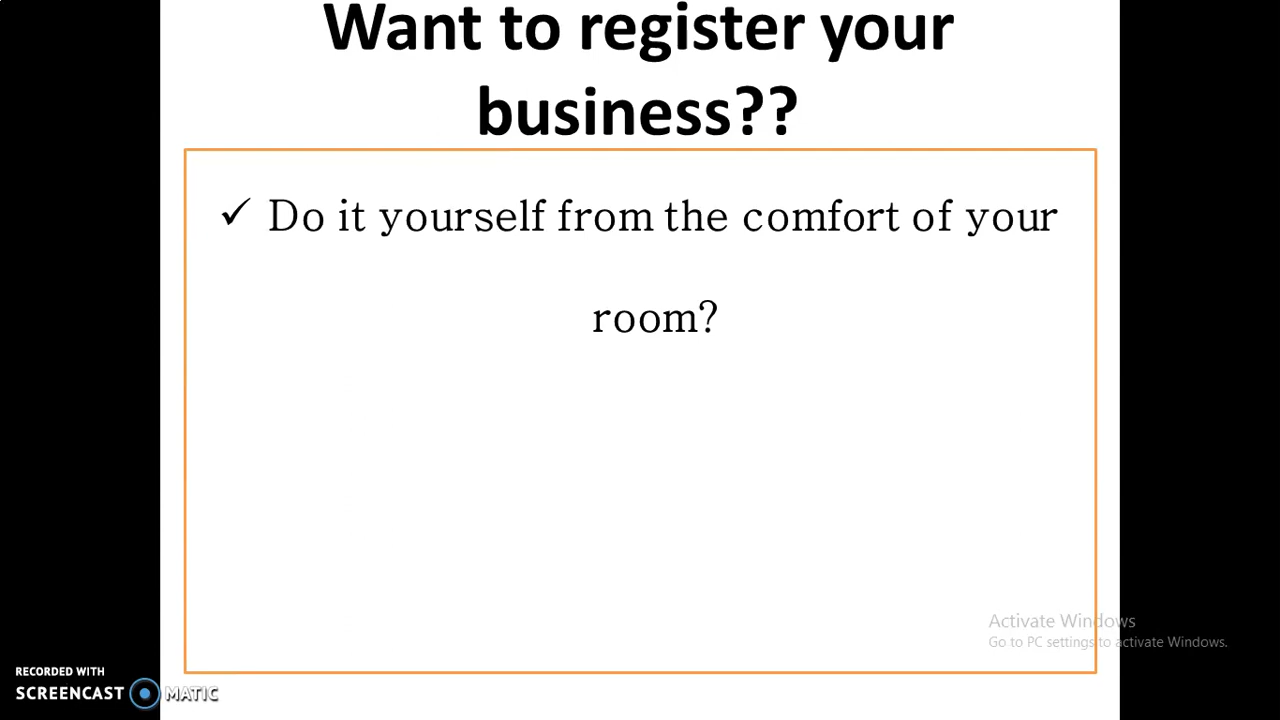 Want to register your
business??
✓ Do it yourself from the comfort of your
room?
Activate Windows
Go to PC settings to activate Windows.
RECORDED WITH
SCREENCAST MATIC